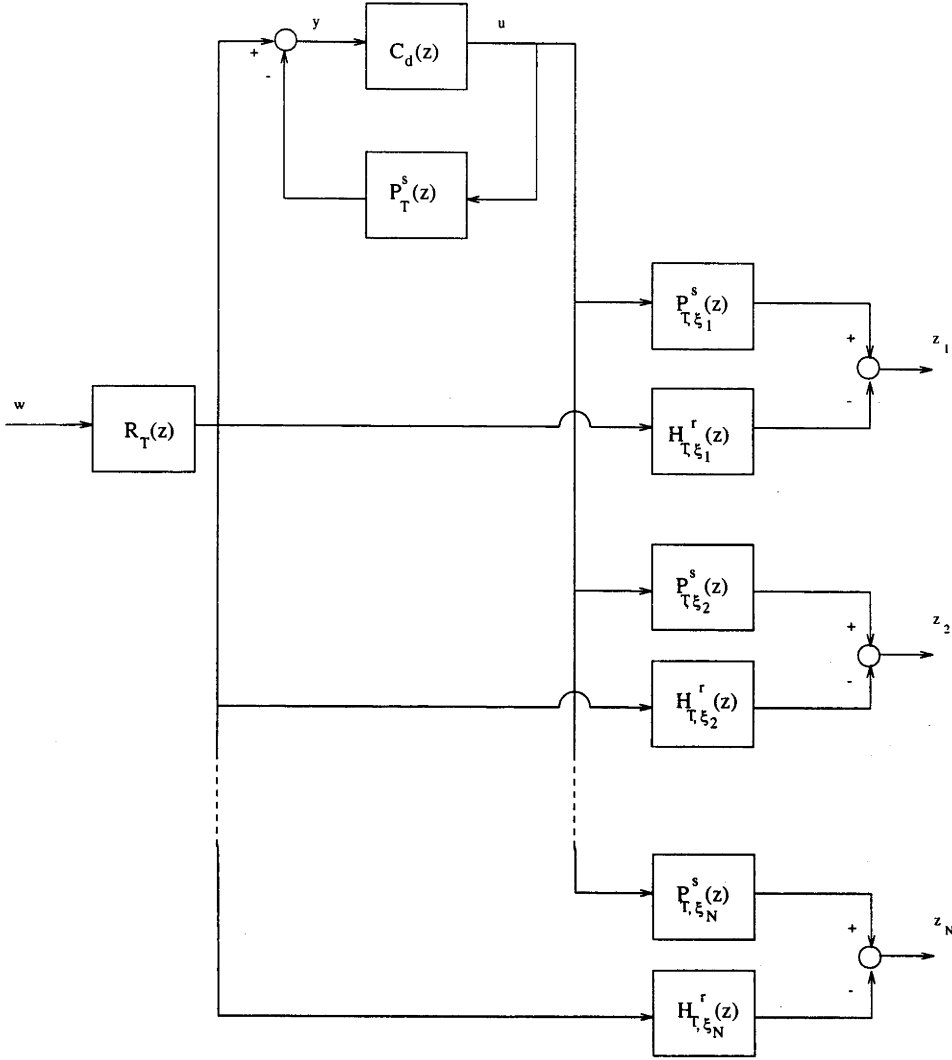 y
u
+
-
C_d(z)
P_T^s(z)
P_{T,ξ_1}^s(z)
+
z_1
-
w
R_T(z)
H_{T,ξ_1}^r(z)
P_{T,ξ_2}^s(z)
+
z_2
-
H_{T,ξ_2}^r(z)
P_{T,ξ_N}^s(z)
+
z_N
-
H_{T,ξ_N}^r(z)